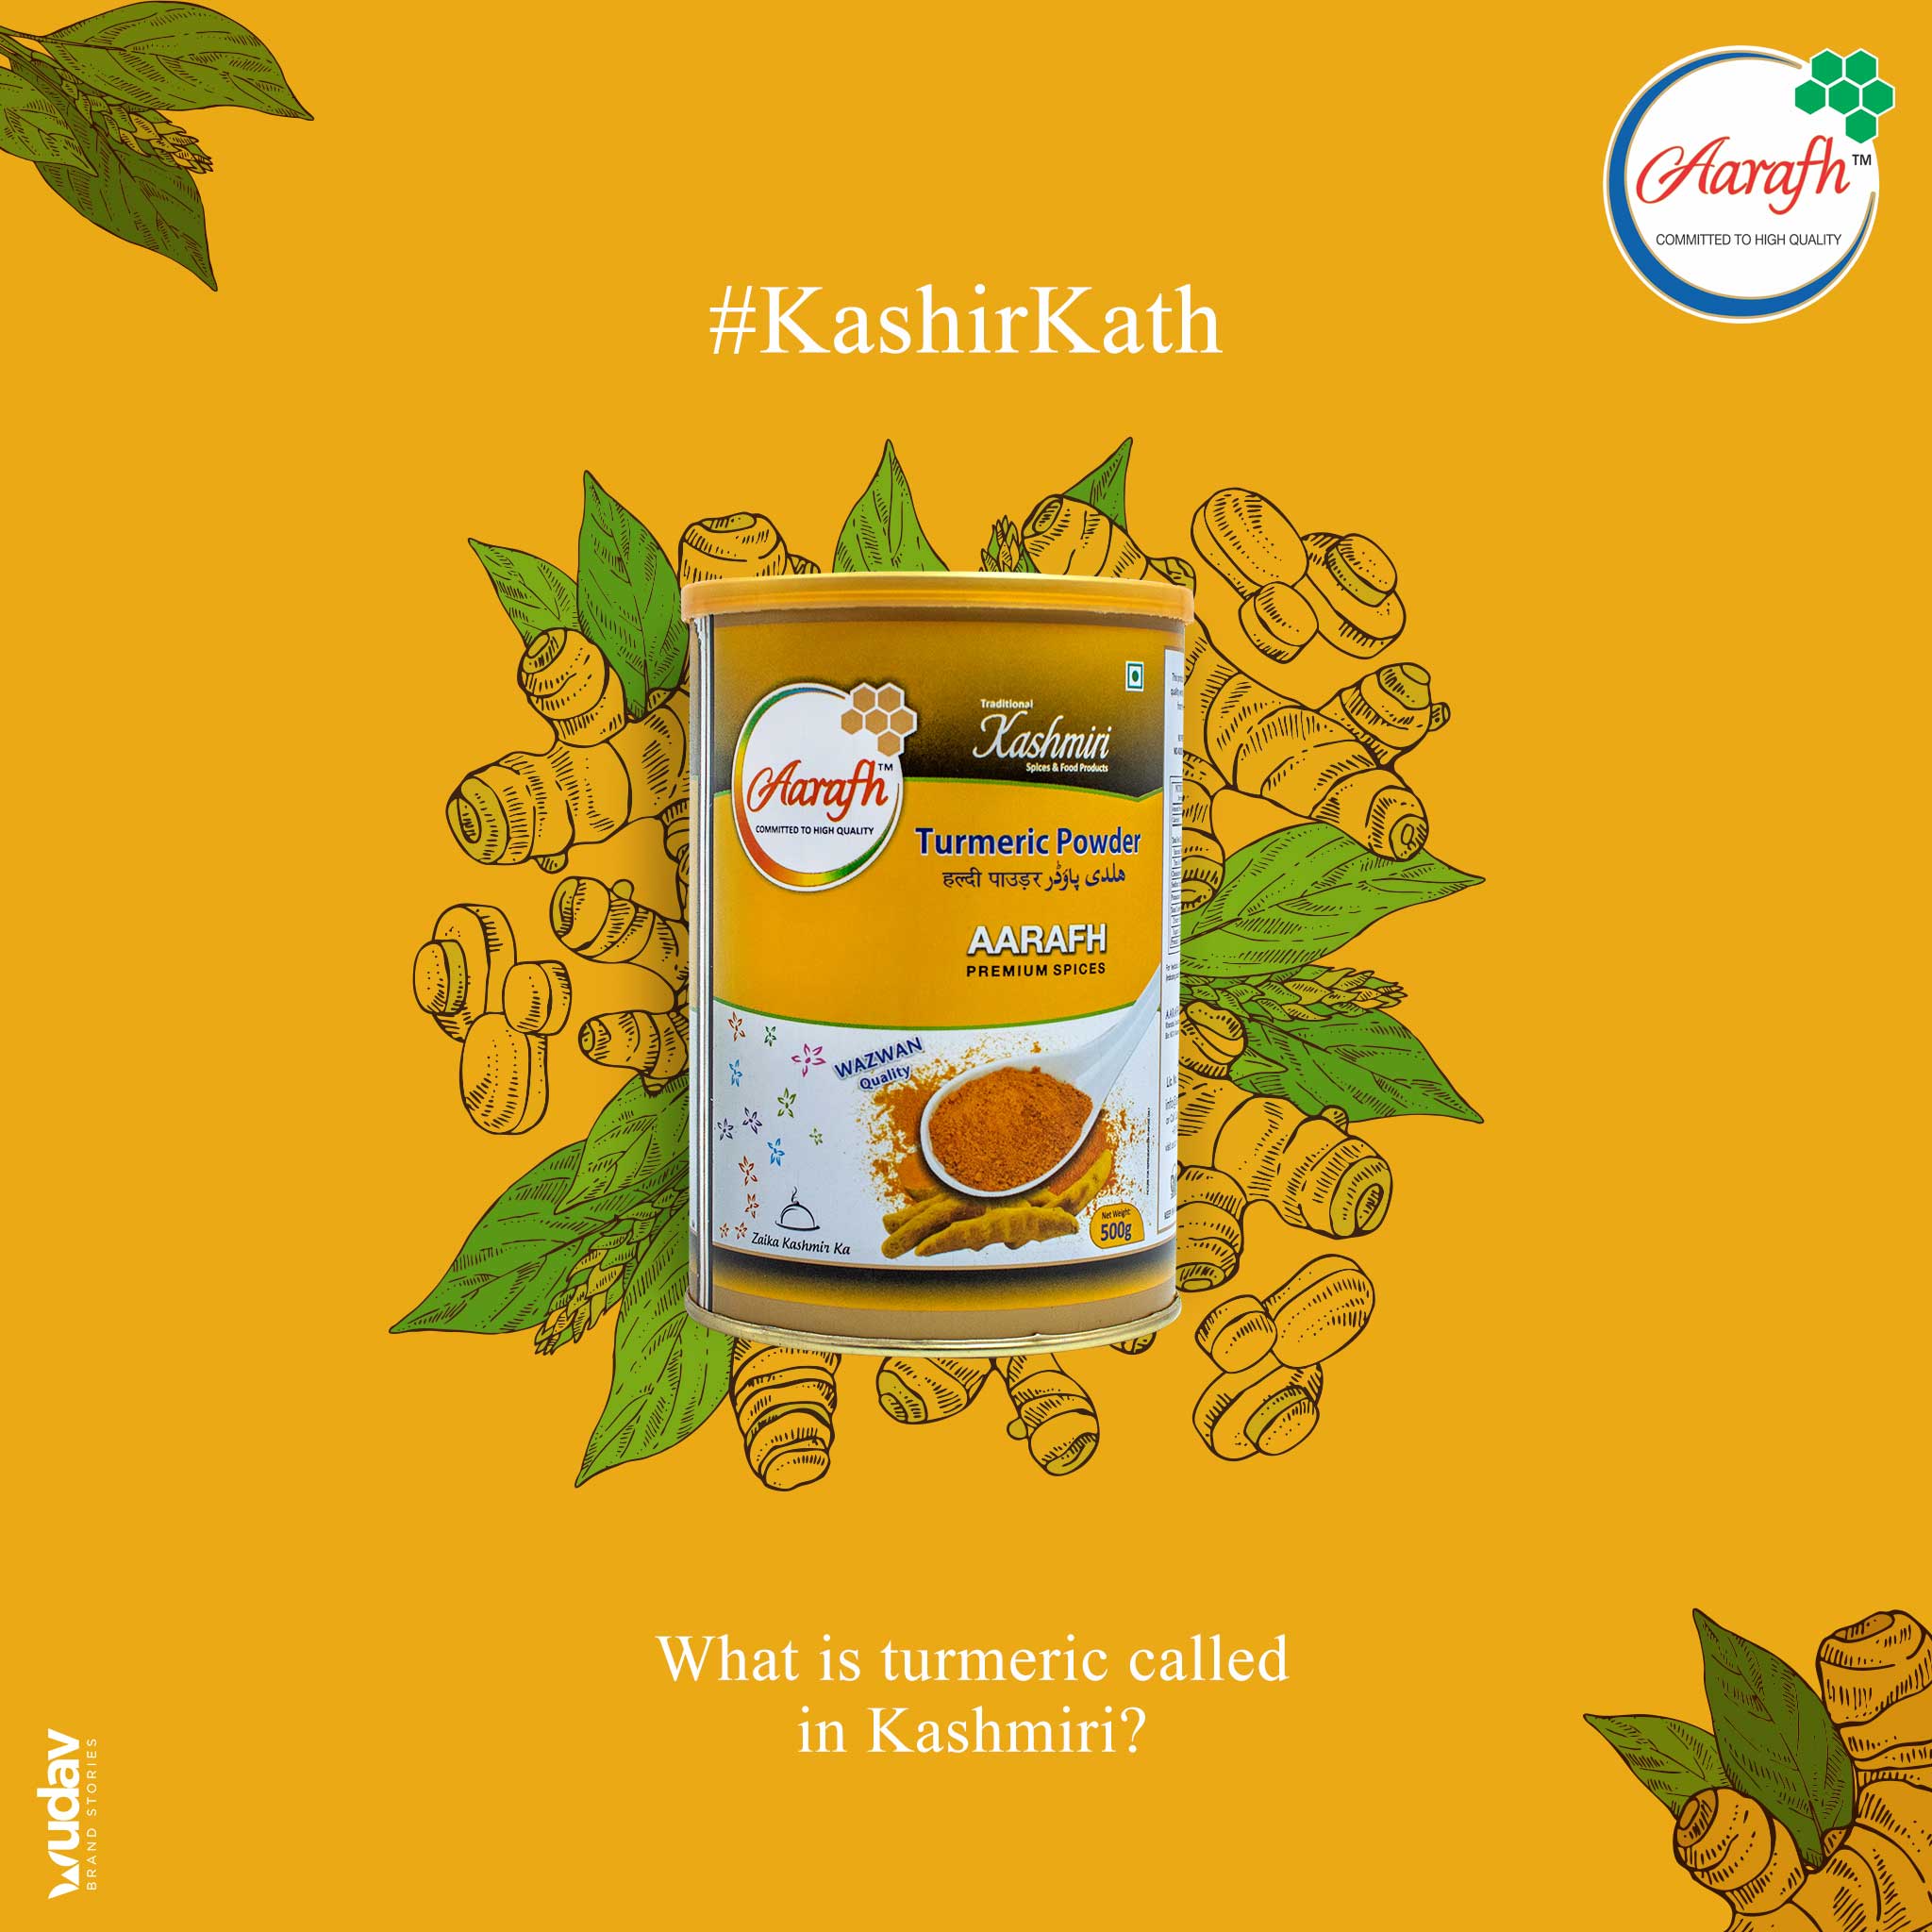 Aarafh™
COMMITTED TO HIGH QUALITY
#KashirKath
Traditional
Kashmiri
Spices & Food Products
Aarafh™
COMMITTED TO HIGH QUALITY
Turmeric Powder
हल्दी पाउडर ھلدی پاؤڈر
AARAFH
PREMIUM SPICES
WAZWAN
Quality
Net Weight
500g
Zaika Kashmir Ka
What is turmeric called
in Kashmiri?
wudav
BRAND STORIES